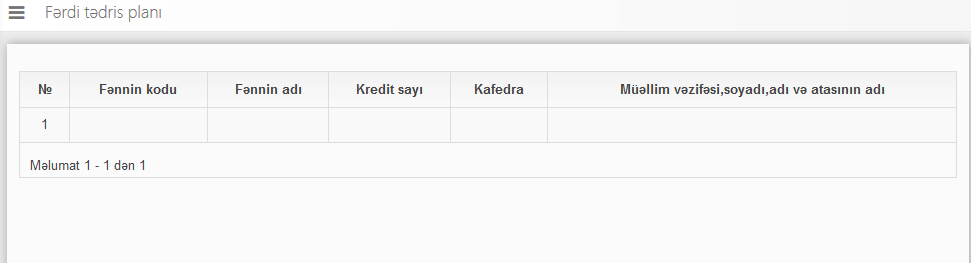 Fərdi tədris planı
№ Fənnin kodu Fənnin adı Kredit sayı Kafedra Müəllim vəzifəsi,soyadı,adı və atasının adı
1
Məlumat 1 - 1 dən 1